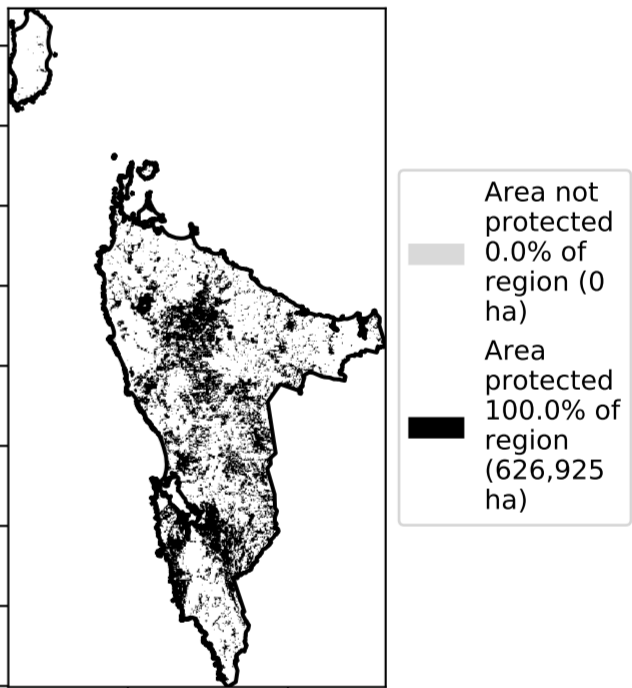 Area not
protected
0.0% of
region (0
ha)
Area
protected
100.0% of
region
(626,925
ha)